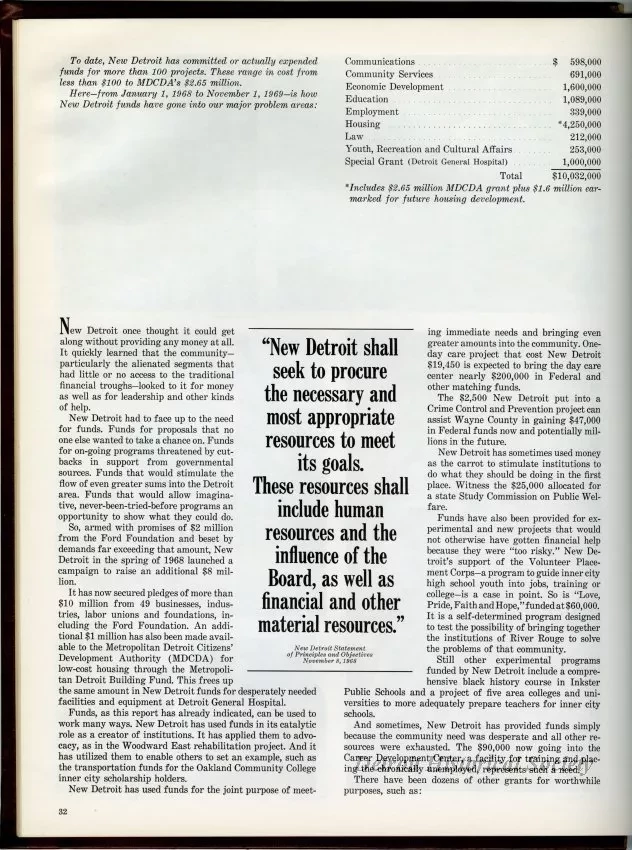 To date, New Detroit has committed or actually expended
funds for more than 100 projects. These range in cost from
less than $100 to MDCDA's $2.65 million.
Here—from January 1, 1968 to November 1, 1969—is how
New Detroit funds have gone into our major problem areas:
Communications $ 598,000
Community Services 691,000
Economic Development 1,600,000
Education 1,089,000
Employment 339,000
Housing *4,250,000
Law 212,000
Youth, Recreation and Cultural Affairs 253,000
Special Grant (Detroit General Hospital) 1,000,000
Total $10,032,000
*Includes $2.65 million MDCDA grant plus $1.6 million ear-
marked for future housing development.
New Detroit once thought it could get
along without providing any money at all.
It quickly learned that the community—
particularly the alienated segments that
had little or no access to the traditional
financial troughs—looked to it for money
as well as for leadership and other kinds
of help.
New Detroit had to face up to the need
for funds. Funds for proposals that no
one else wanted to take a chance on. Funds
for on-going programs threatened by cut-
backs in support from governmental
sources. Funds that would stimulate the
flow of even greater sums into the Detroit
area. Funds that would allow imagina-
tive, never-been-tried-before programs an
opportunity to show what they could do.
So, armed with promises of $2 million
from the Ford Foundation and beset by
demands far exceeding that amount, New
Detroit in the spring of 1968 launched a
campaign to raise an additional $8 mil-
lion.
It has now secured pledges of more than
$10 million from 49 businesses, indus-
tries, labor unions and foundations, in-
cluding the Ford Foundation. An addi-
tional $1 million has also been made avail-
able to the Metropolitan Detroit Citizens'
Development Authority (MDCDA) for
low-cost housing through the Metropoli-
tan Detroit Building Fund. This frees up
the same amount in New Detroit funds for desperately needed
facilities and equipment at Detroit General Hospital.
Funds, as this report has already indicated, can be used to
work many ways. New Detroit has used funds in its catalytic
role as a creator of institutions. It has applied them to advo-
cacy, as in the Woodward East rehabilitation project. And it
has utilized them to enable others to set an example, such as
the transportation funds for the Oakland Community College
inner city scholarship holders.
New Detroit has used funds for the joint purpose of meet-
"New Detroit shall
seek to procure
the necessary and
most appropriate
resources to meet
its goals.
These resources shall
include human
resources and the
influence of the
Board, as well as
financial and other
material resources."
New Detroit Statement
of Principles and Objectives
November 8, 1968
ing immediate needs and bringing even
greater amounts into the community. One-
day care project that cost New Detroit
$19,450 is expected to bring the day care
center nearly $200,000 in Federal and
other matching funds.
The $2,500 New Detroit put into a
Crime Control and Prevention project can
assist Wayne County in gaining $47,000
in Federal funds now and potentially mil-
lions in the future.
New Detroit has sometimes used money
as the carrot to stimulate institutions to
do what they should be doing in the first
place. Witness the $25,000 allocated for
a state Study Commission on Public Wel-
fare.
Funds have also been provided for ex-
perimental and new projects that would
not otherwise have gotten financial help
because they were "too risky." New De-
troit's support of the Volunteer Place-
ment Corps—a program to guide inner city
high school youth into jobs, training or
college—is a case in point. So is "Love,
Pride, Faith and Hope," funded at $60,000.
It is a self-determined program designed
to test the possibility of bringing together
the institutions of River Rouge to solve
the problems of that community.
Still other experimental programs
funded by New Detroit include a compre-
hensive black history course in Inkster
Public Schools and a project of five area colleges and uni-
versities to more adequately prepare teachers for inner city
schools.
And sometimes, New Detroit has provided funds simply
because the community need was desperate and all other re-
sources were exhausted. The $90,000 now going into the
Career Development Center, a facility for training and plac-
ing the chronically unemployed, represents such a need.
Detroit Historical Society
There have been dozens of other grants for worthwhile
purposes, such as:
32